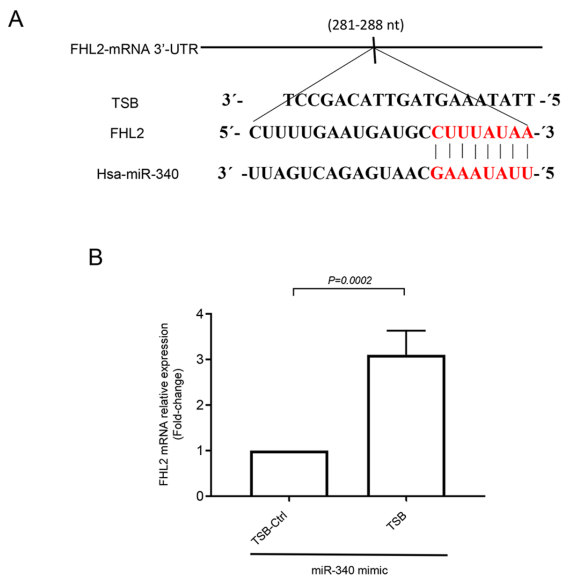 A
(281-288 nt)
FHL2-mRNA 3'-UTR
TSB 3´- TCCGACATTGATGAAATATT-´5
FHL2 5´- CUUUUGAAUGAUGCCUUUAUAA-´3
Hsa-miR-340 3´ -UUAGUCAGAGUAACGAAAUAUU-´5
B
P=0.0002
FHL2 mRNA relative expression
(Fold-change)
4
3
2
1
0
TSB-Ctrl
TSB
miR-340 mimic